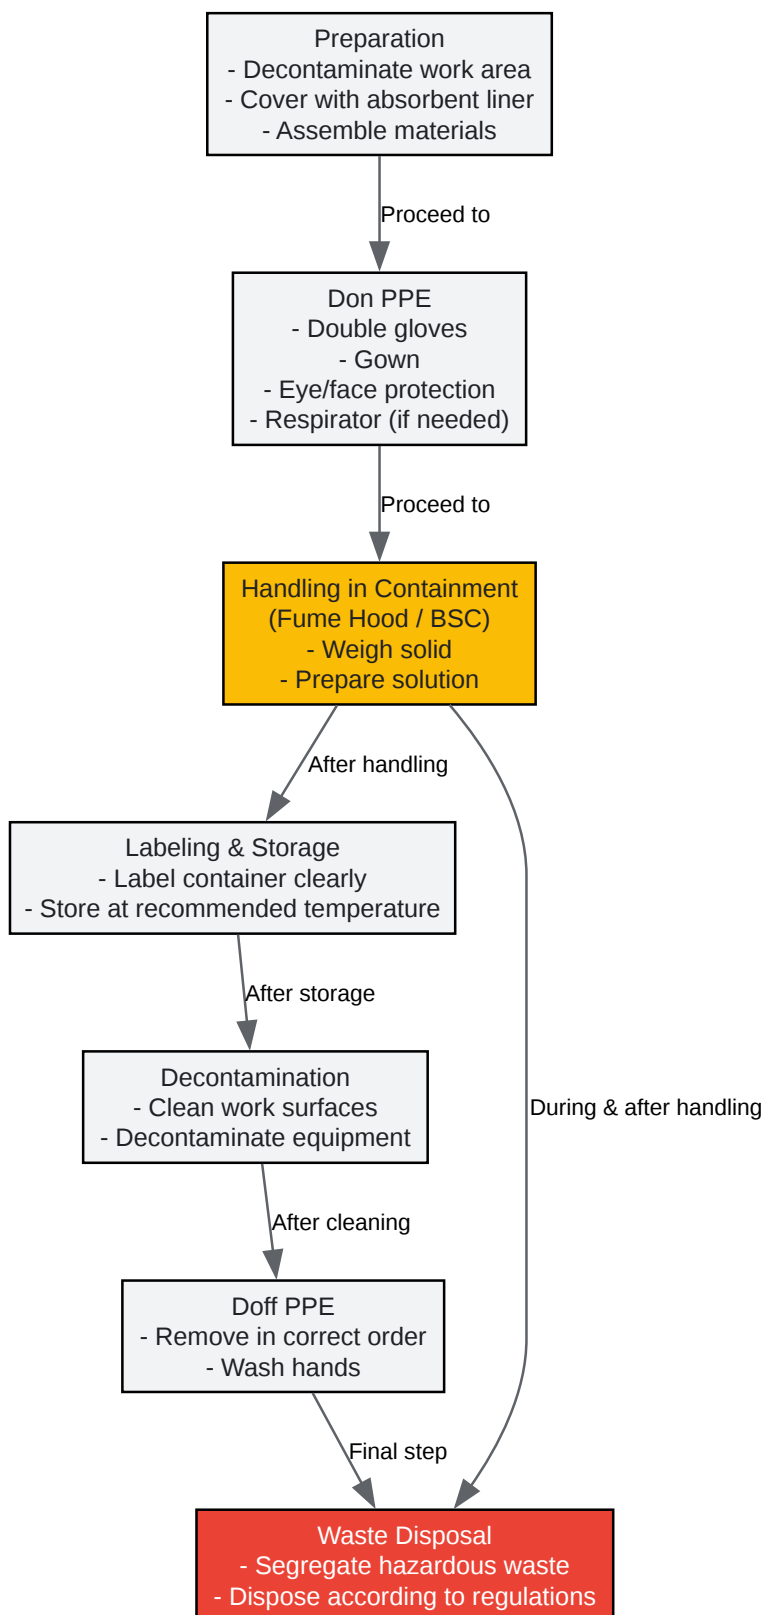 Preparation
- Decontaminate work area
- Cover with absorbent liner
- Assemble materials
Proceed to
Don PPE
- Double gloves
- Gown
- Eye/face protection
- Respirator (if needed)
Proceed to
Handling in Containment
(Fume Hood / BSC)
- Weigh solid
- Prepare solution
After handling
Labeling & Storage
- Label container clearly
- Store at recommended temperature
After storage
Decontamination
- Clean work surfaces
- Decontaminate equipment
During & after handling
After cleaning
Doff PPE
- Remove in correct order
- Wash hands
Final step
Waste Disposal
- Segregate hazardous waste
- Dispose according to regulations